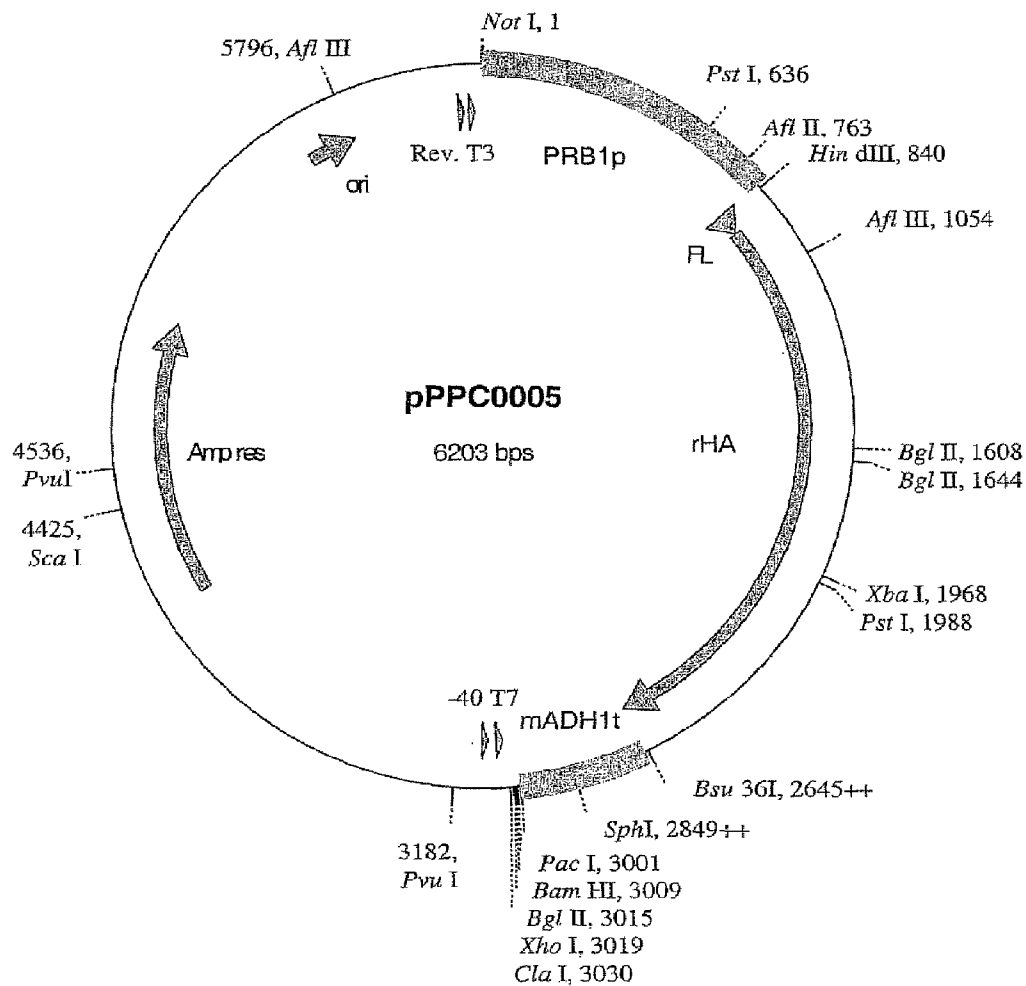 Not I, 1
5796, Afl III
Pst I, 636
Afl II, 763
Hin dIII, 840
Rev. T3
PRB1p
ori
Afl III, 1054
FL
pPPC0005
6203 bps
rHA
Amp res
4536,
PvuI
4425,
Sca I
Bgl II, 1608
Bgl II, 1644
Xba I, 1968
Pst I, 1988
-40 T7
mADH1t
Bsu 36I, 2645++
SphI, 2849++
3182,
Pvu I
Pac I, 3001
Bam HI, 3009
Bgl II, 3015
Xho I, 3019
Cla I, 3030